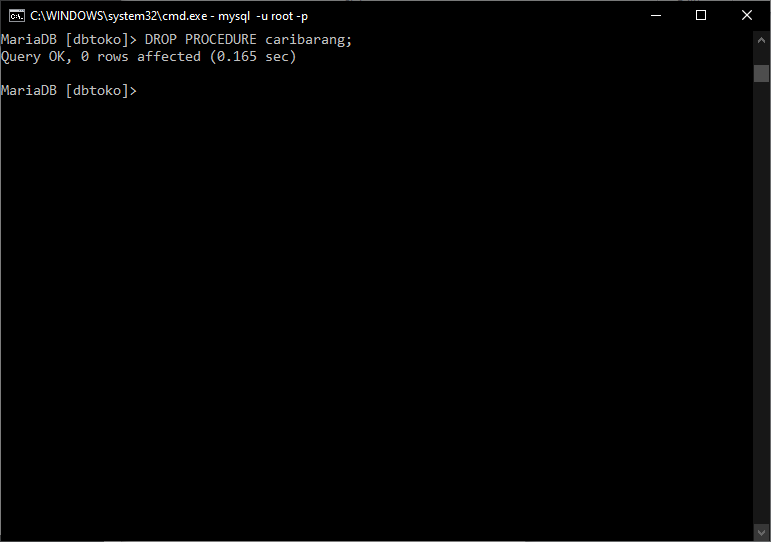 C:\WINDOWS\system32\cmd.exe - mysql  -u root -p
MariaDB [dbtoko]> DROP PROCEDURE caribarang;
Query OK, 0 rows affected (0.165 sec)
MariaDB [dbtoko]>